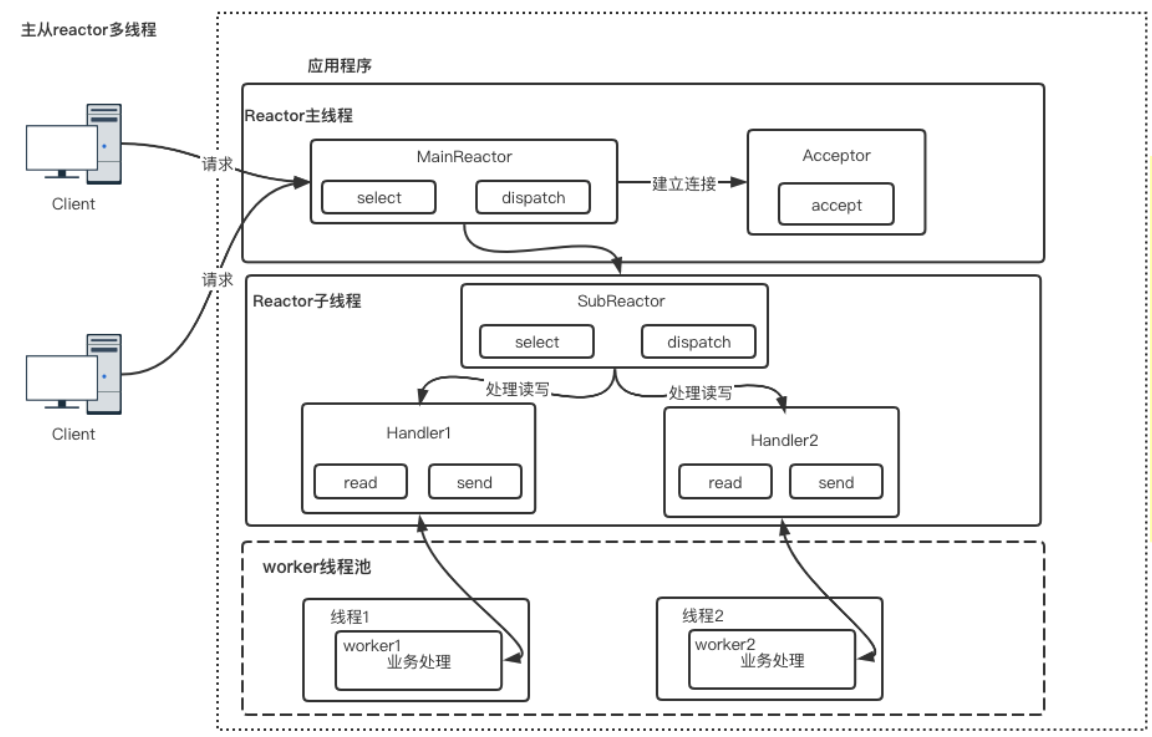 主从reactor多线程
应用程序
Reactor主线程
MainReactor
select
dispatch
建立连接
Acceptor
accept
请求
Client
请求
Client
Reactor子线程
SubReactor
select
dispatch
处理读写
处理读写
Handler1
read
send
Handler2
read
send
worker线程池
线程1
worker1
业务处理
线程2
worker2
业务处理